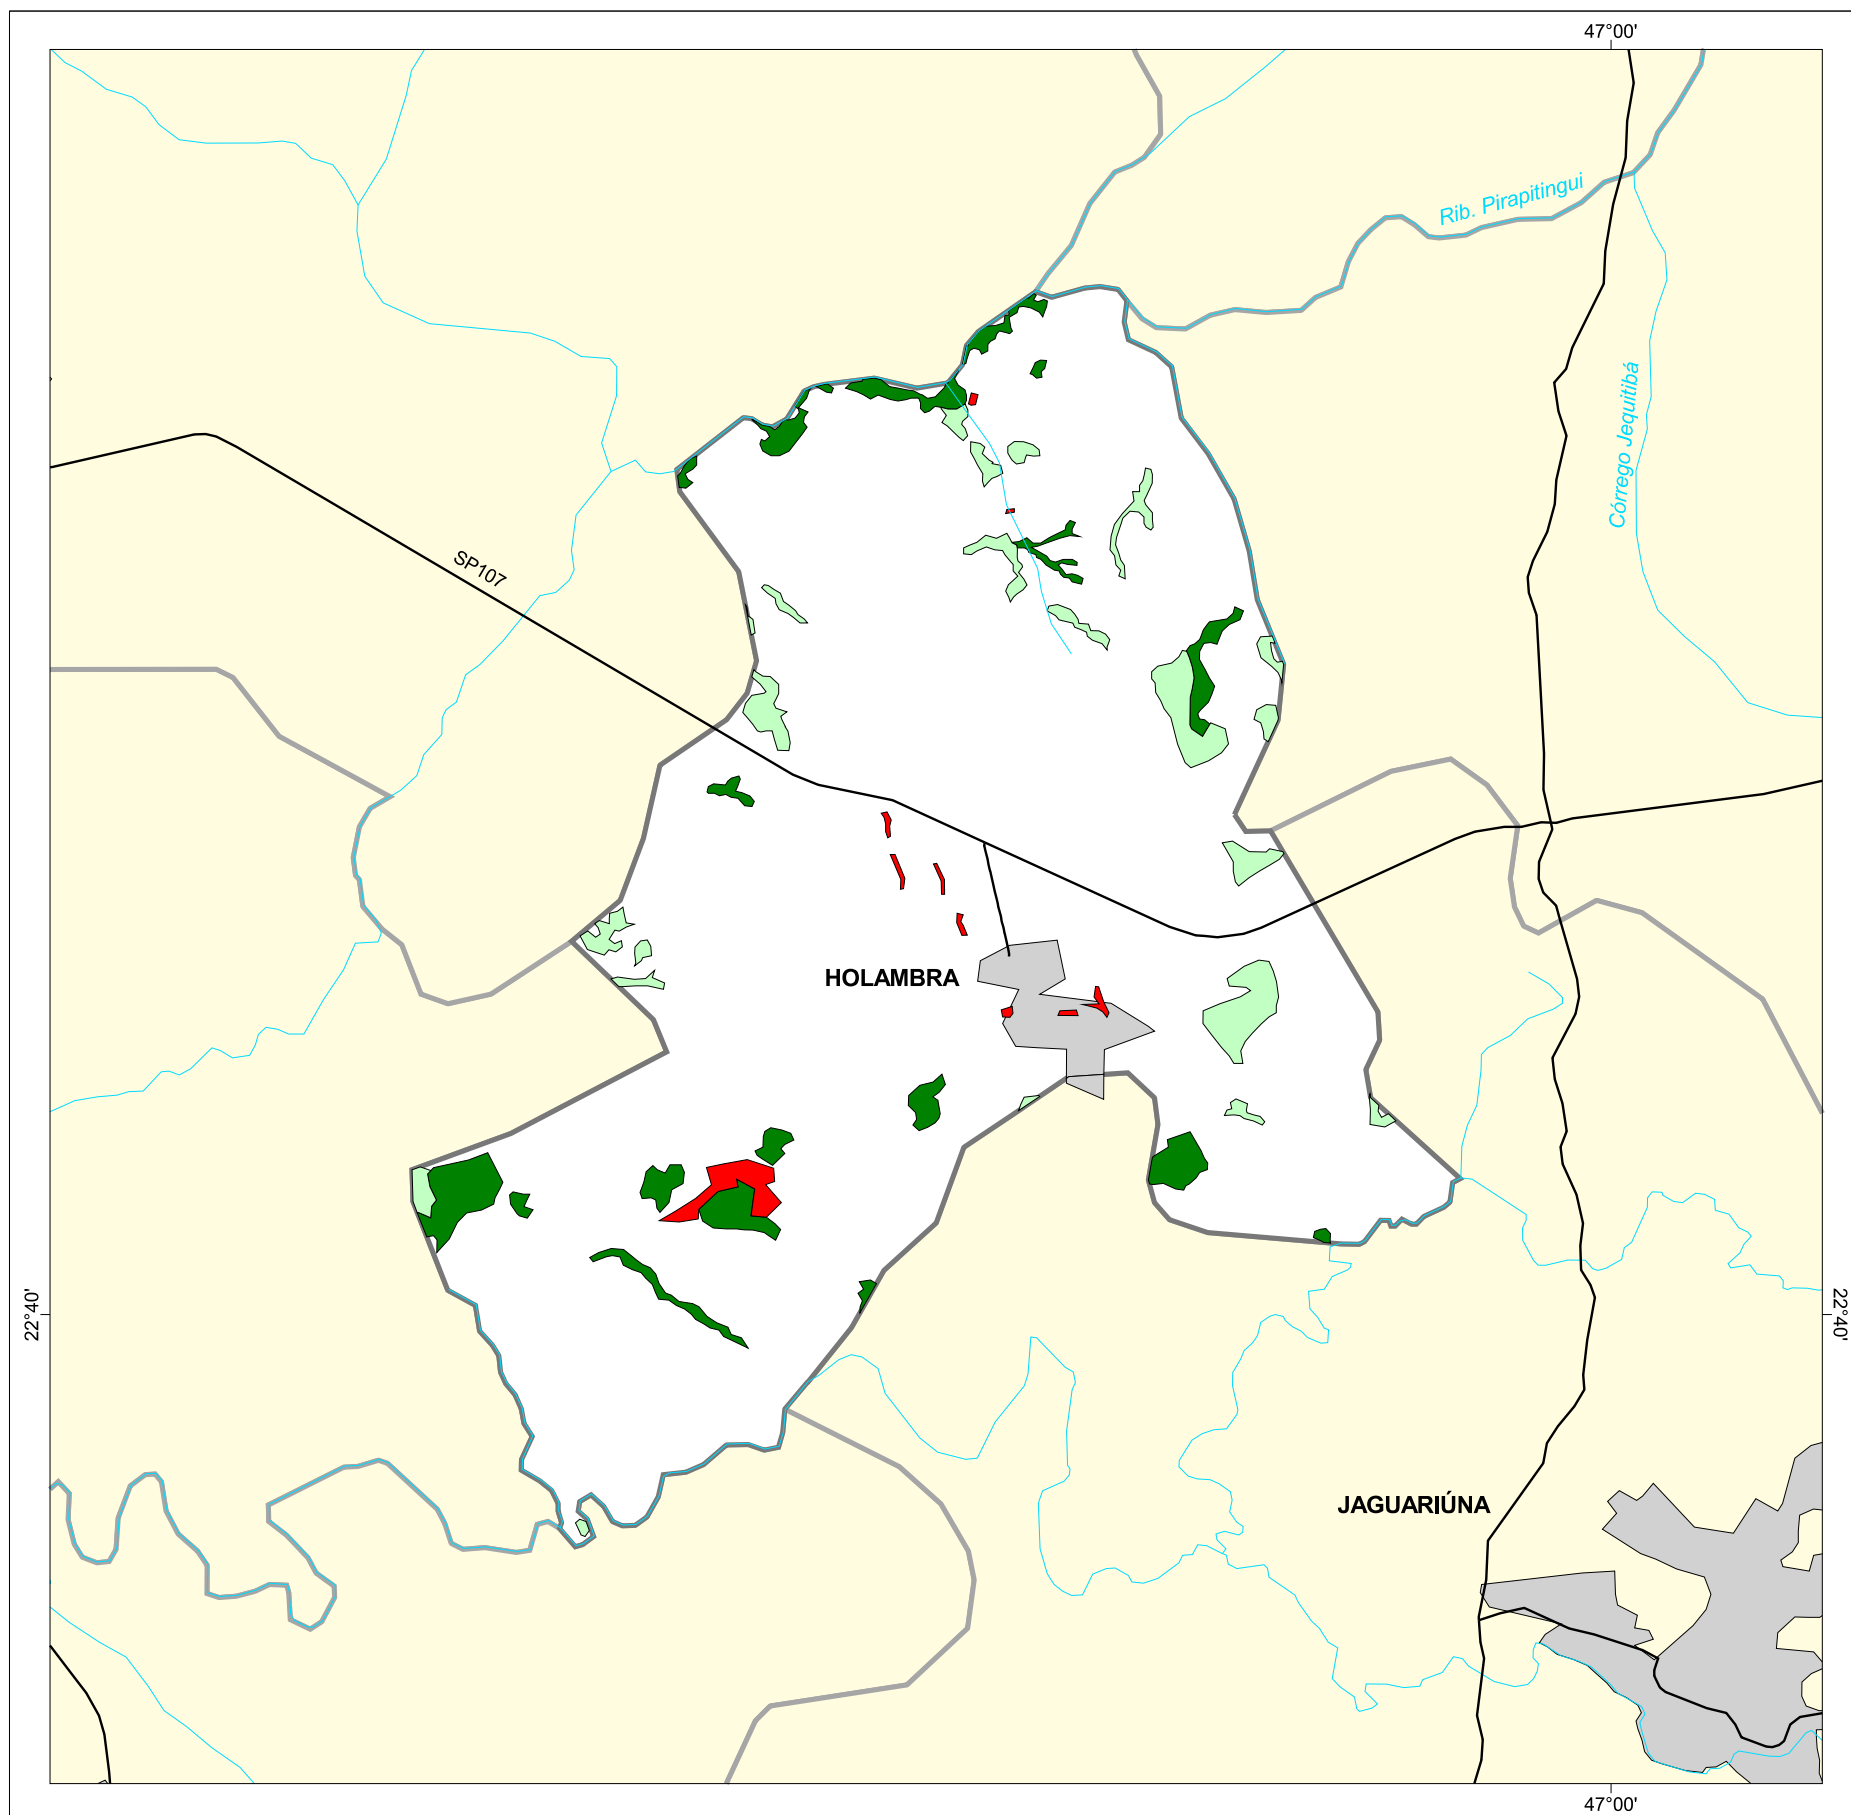 47°00'
Rib. Pirapitingui
Córrego Jequitibá
SP107
HOLAMBRA
22°40'
22°40'
JAGUARIÚNA
47°00'